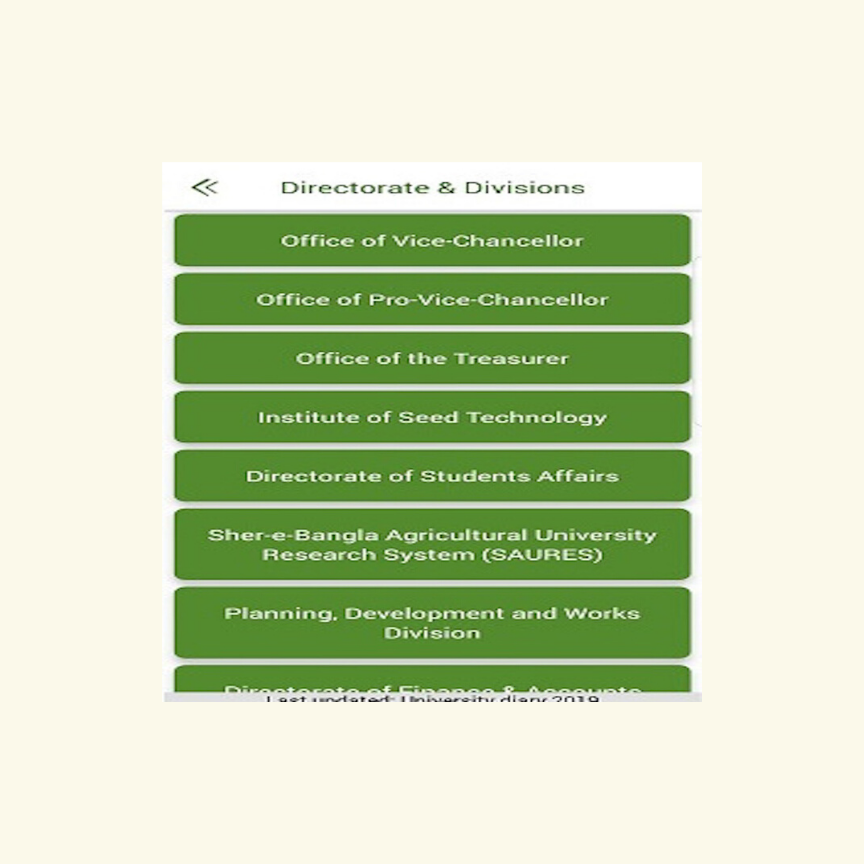 Directorate & Divisions
Office of Vice-Chancellor
Office of Pro-Vice-Chancellor
Office of the Treasurer
Institute of Seed Technology
Directorate of Students Affairs
Sher-e-Bangla Agricultural University
Research System (SAURES)
Planning, Development and Works
Division
Directorate of Finance & Accounts
Last updated: University diary 2019